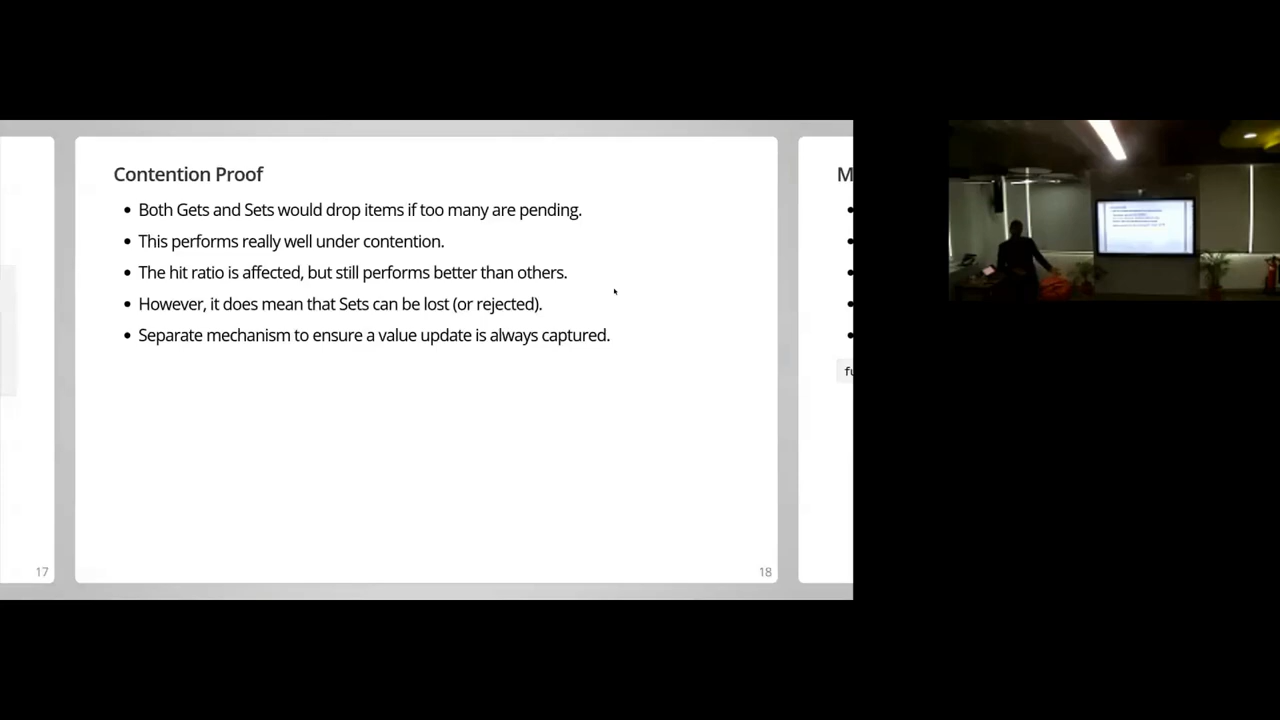 Contention Proof
• Both Gets and Sets would drop items if too many are pending.
• This performs really well under contention.
• The hit ratio is affected, but still performs better than others.
• However, it does mean that Sets can be lost (or rejected).
• Separate mechanism to ensure a value update is always captured.
17
18
M
fu